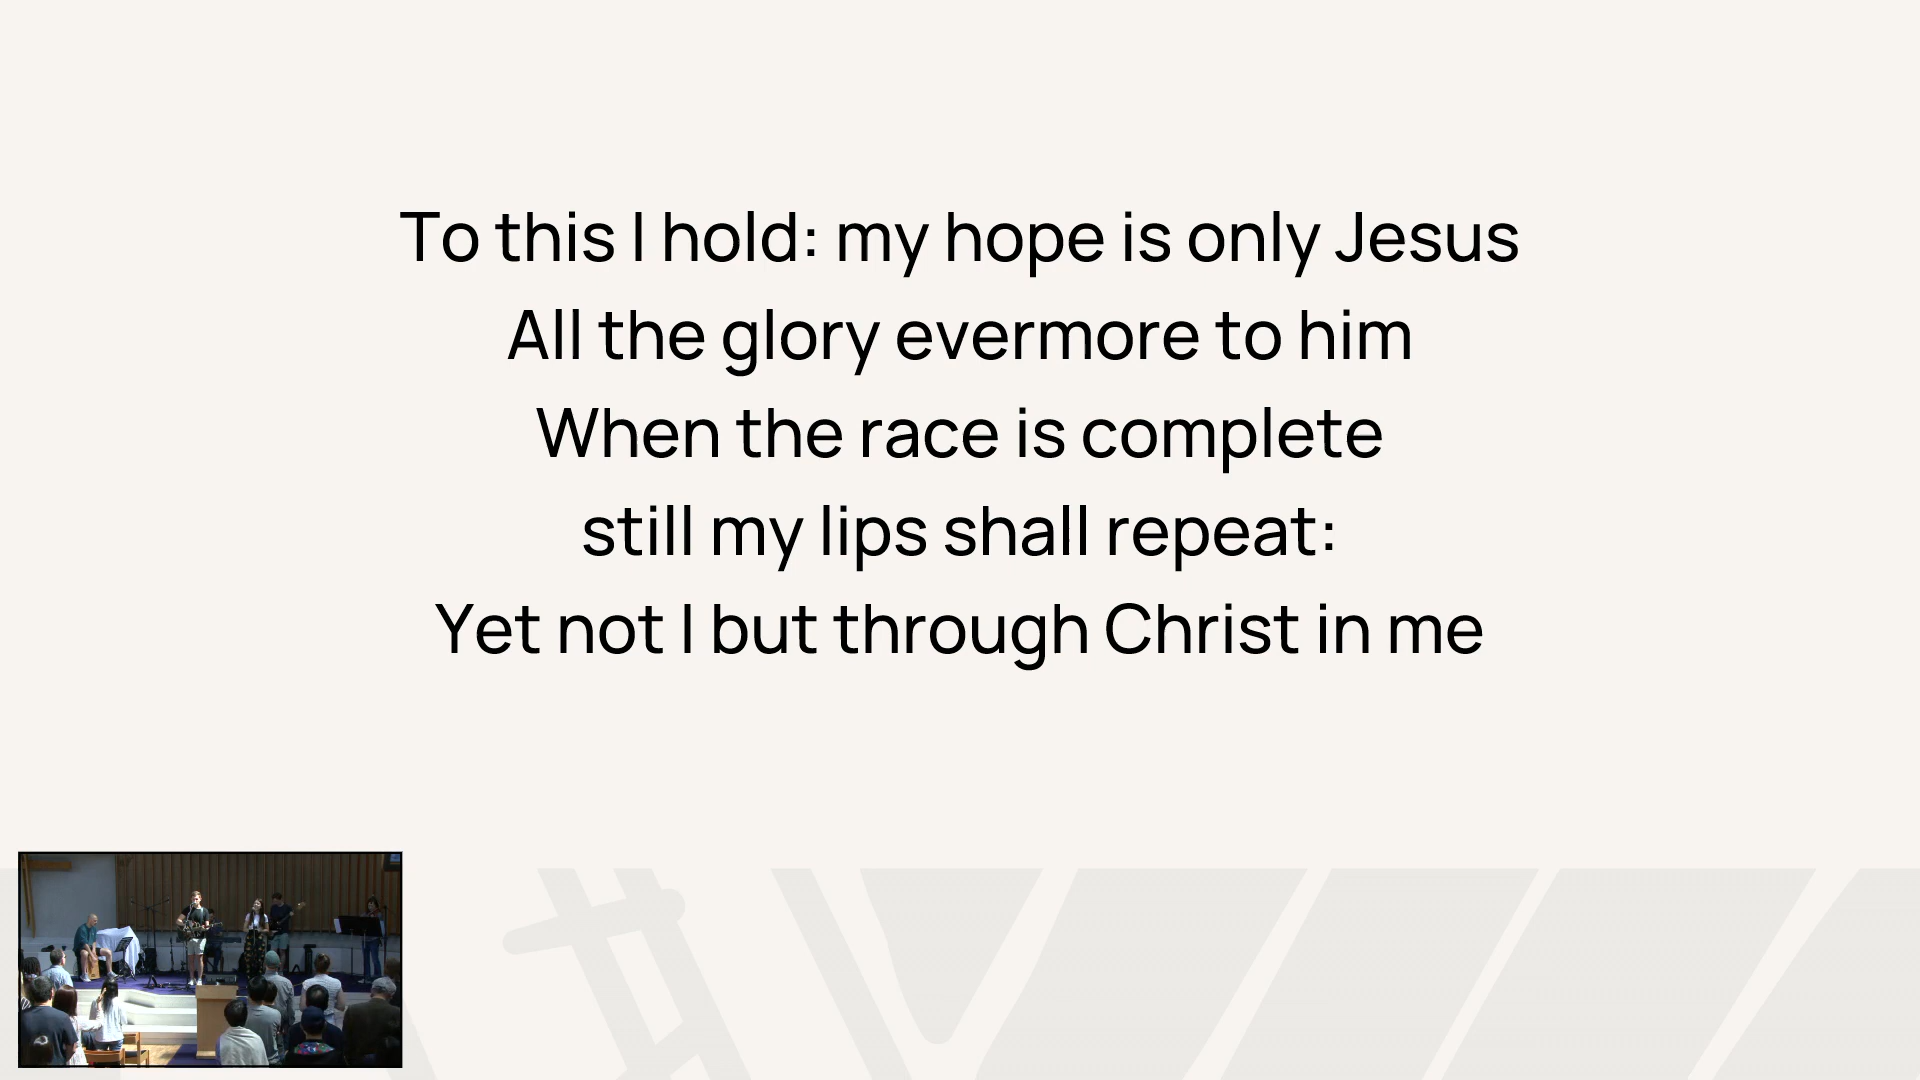 To this I hold: my hope is only Jesus
All the glory evermore to him
When the race is complete
still my lips shall repeat:
Yet not I but through Christ in me